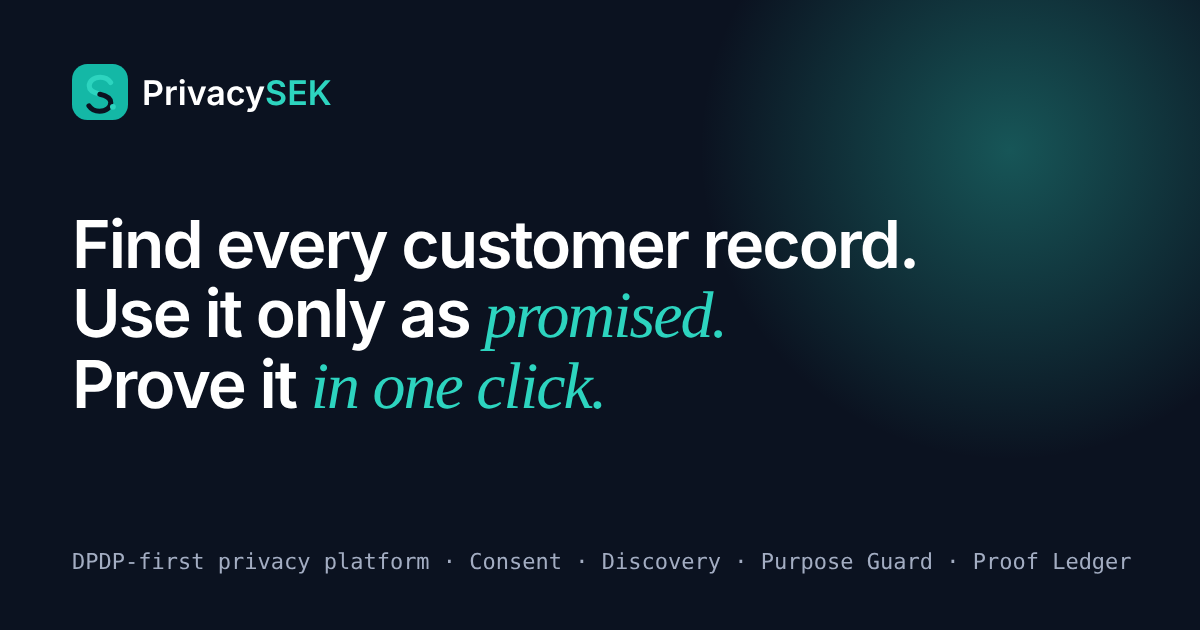 PrivacySEK
Find every customer record.
Use it only as promised.
Prove it in one click.
DPDP-first privacy platform · Consent · Discovery · Purpose Guard · Proof Ledger